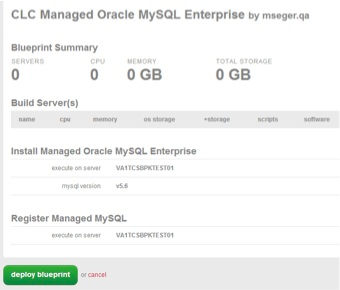 CLC Managed Oracle MySQL Enterprise by mseger.qa
Blueprint Summary
SERVERS CPU MEMORY TOTAL STORAGE
0 0 0 GB 0 GB
Build Server(s)
name cpu memory os storage +storage scripts software
Install Managed Oracle MySQL Enterprise
execute on server VA1TCSBPKTEST01
mysql version v5.6
Register Managed MySQL
execute on server VA1TCSBPKTEST01
deploy blueprint or cancel